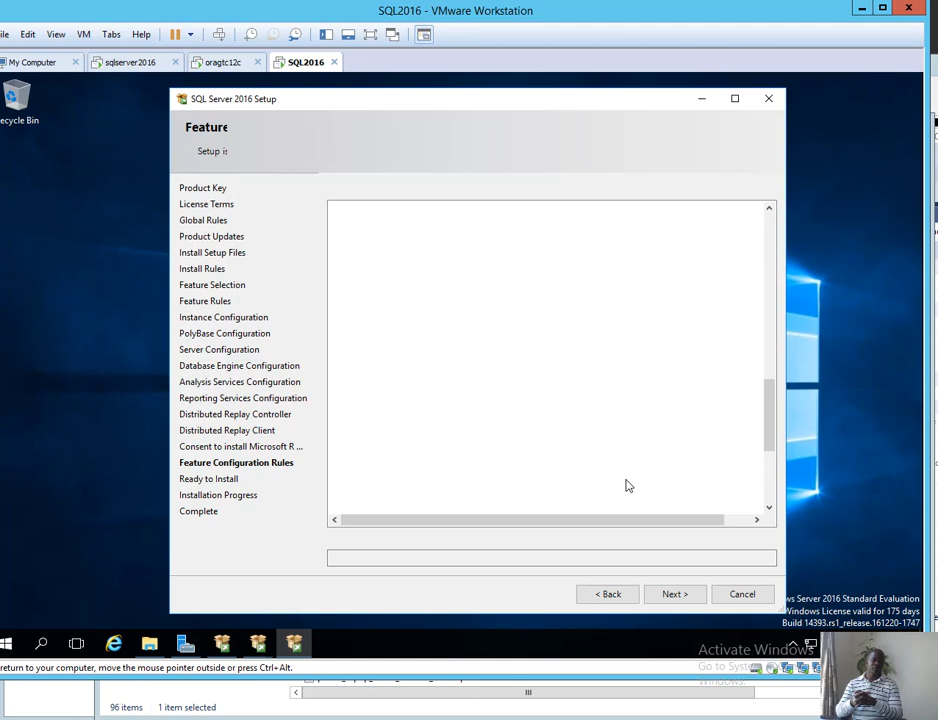 SQL2016 - VMware Workstation
ile Edit View VM Tabs Help
My Computer sqlserver2016 oragtc12c SQL2016
ecycle Bin
SQL Server 2016 Setup
Feature
Setup is
Product Key
License Terms
Global Rules
Product Updates
Install Setup Files
Install Rules
Feature Selection
Feature Rules
Instance Configuration
PolyBase Configuration
Server Configuration
Database Engine Configuration
Analysis Services Configuration
Reporting Services Configuration
Distributed Replay Controller
Distributed Replay Client
Consent to install Microsoft R ...
Feature Configuration Rules
Ready to Install
Installation Progress
Complete
< Back Next > Cancel
ws Server 2016 Standard Evaluation
Windows License valid for 175 days
Build 14393.rs1_release.161220-1747
Activate Windows
Go to Syste
Windows.
return to your computer, move the mouse pointer outside or press Ctrl+Alt.
96 items 1 item selected